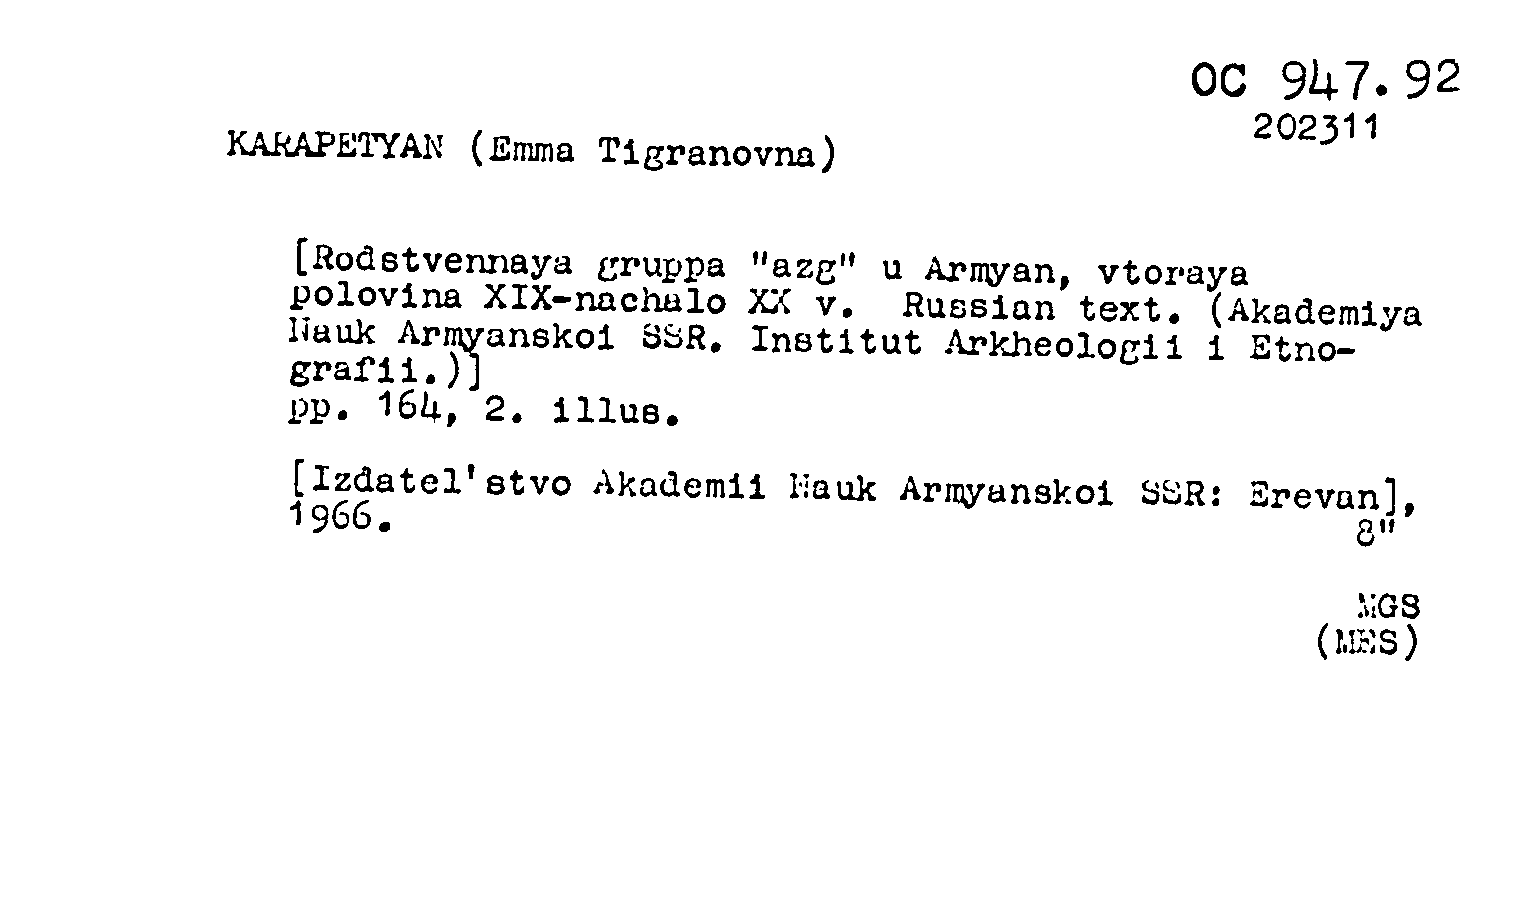 OC 947.92
202311
KARAPETYAN (Emma Tigranovna)
[Rodstvennaya gruppa "azg" u Armyan, vtoraya
polovina XIX-nachalo XX v. Russian text. (Akademiya
Nauk Armyanskoi SSR. Institut Arkheologii i Etno-
grafii.)]
pp. 164, 2. illus.
[Izdatel'stvo Akademii Nauk Armyanskoi SSR: Erevan],
1966.
8"
MGS
(MES)